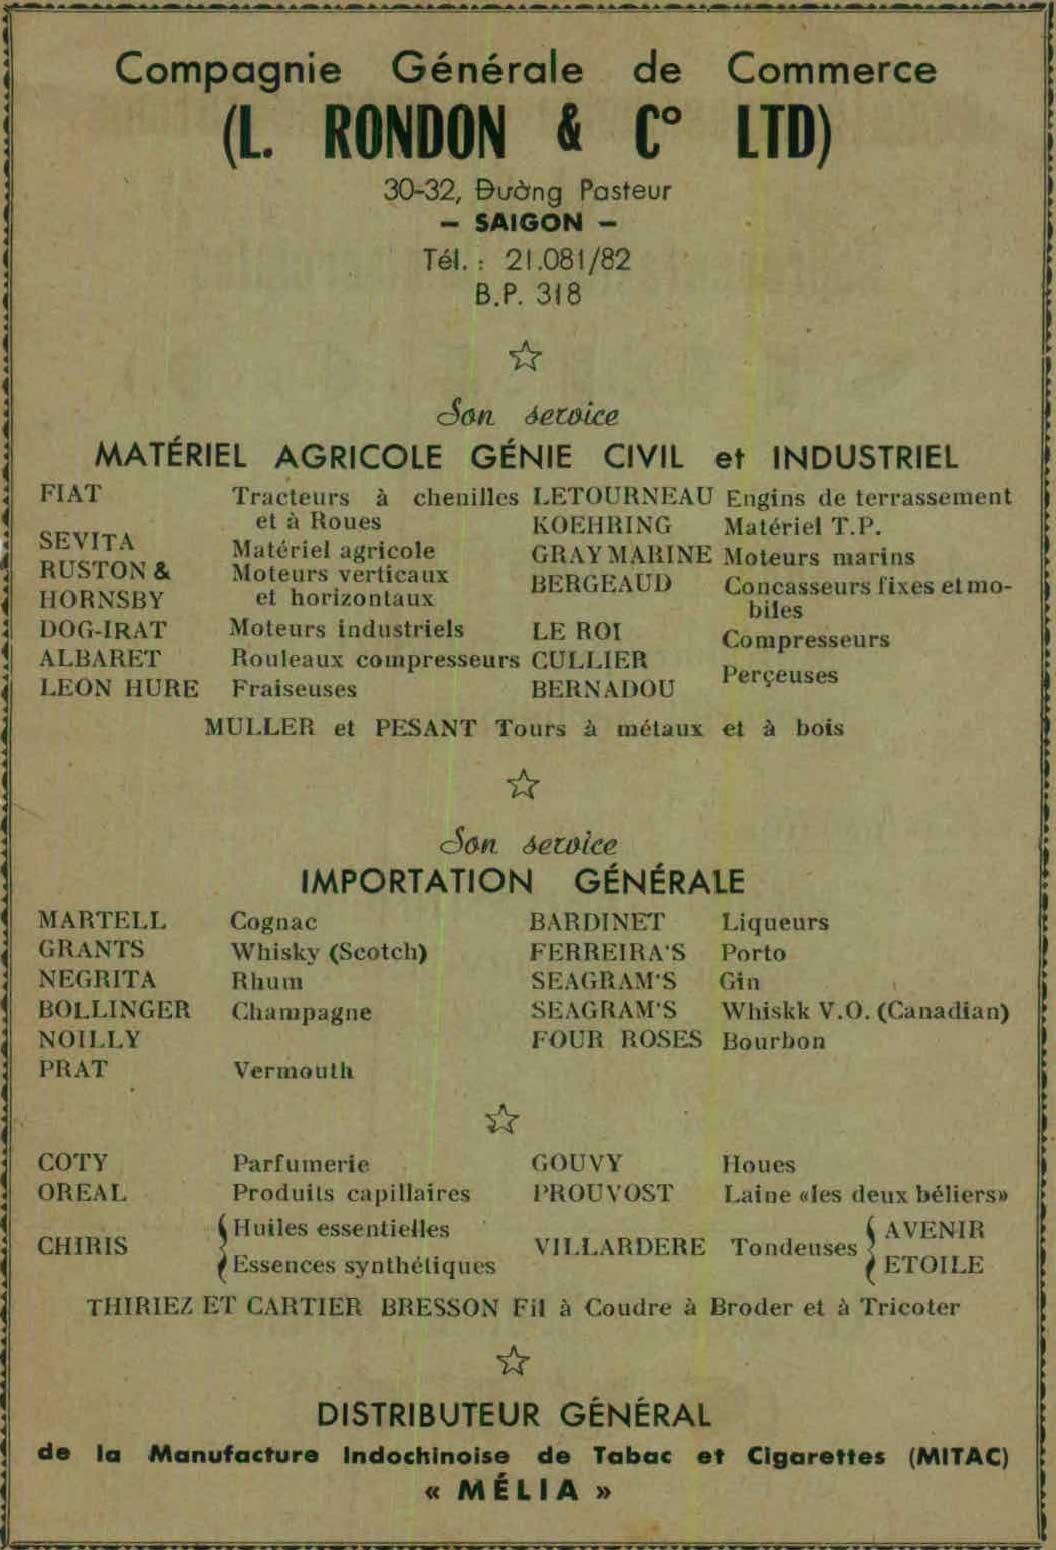 Compagnie Générale de Commerce
(L. RONDON & Cº LTD)
30-32, Đường Pasteur
- SAIGON -
Tél. : 21.081/82
B.P. 318
Son service
MATÉRIEL AGRICOLE GÉNIE CIVIL et INDUSTRIEL
FIAT Tracteurs à chenilles et à Roues
SEVITA Matériel agricole
RUSTON & HORNSBY Moteurs verticaux et horizontaux
DOG-IRAT Moteurs industriels
ALBARET Rouleaux compresseurs
LEON HURE Fraiseuses
LETOURNEAU Engins de terrassement
KOEHRING Matériel T.P.
GRAY MARINE Moteurs marins
BERGEAUD Concasseurs fixes et mo-
biles
LE ROI Compresseurs
CULLIER
BERNADOU Perçeuses
MULLER et PESANT Tours à métaux et à bois
Son service
IMPORTATION GÉNÉRALE
MARTELL Cognac
GRANTS Whisky (Scotch)
NEGRITA Rhum
BOLLINGER Champagne
NOILLY
PRAT Vermouth
BARDINET Liqueurs
FERREIRA'S Porto
SEAGRAM'S Gin
SEAGRAM'S Whiskk V.O. (Canadian)
FOUR ROSES Bourbon
COTY Parfumerie
OREAL Produits capillaires
CHIRIS Huiles essentielles
Essences synthétiques
GOUVY Houes
PROUVOST Laine «les deux béliers»
VILLARDERE Tondeuses AVENIR
ETOILE
THIRIEZ ET CARTIER BRESSON Fil à Coudre à Broder et à Tricoter
DISTRIBUTEUR GÉNÉRAL
de la Manufacture Indochinoise de Tabac et Cigarettes (MITAC)
« MÉLIA »